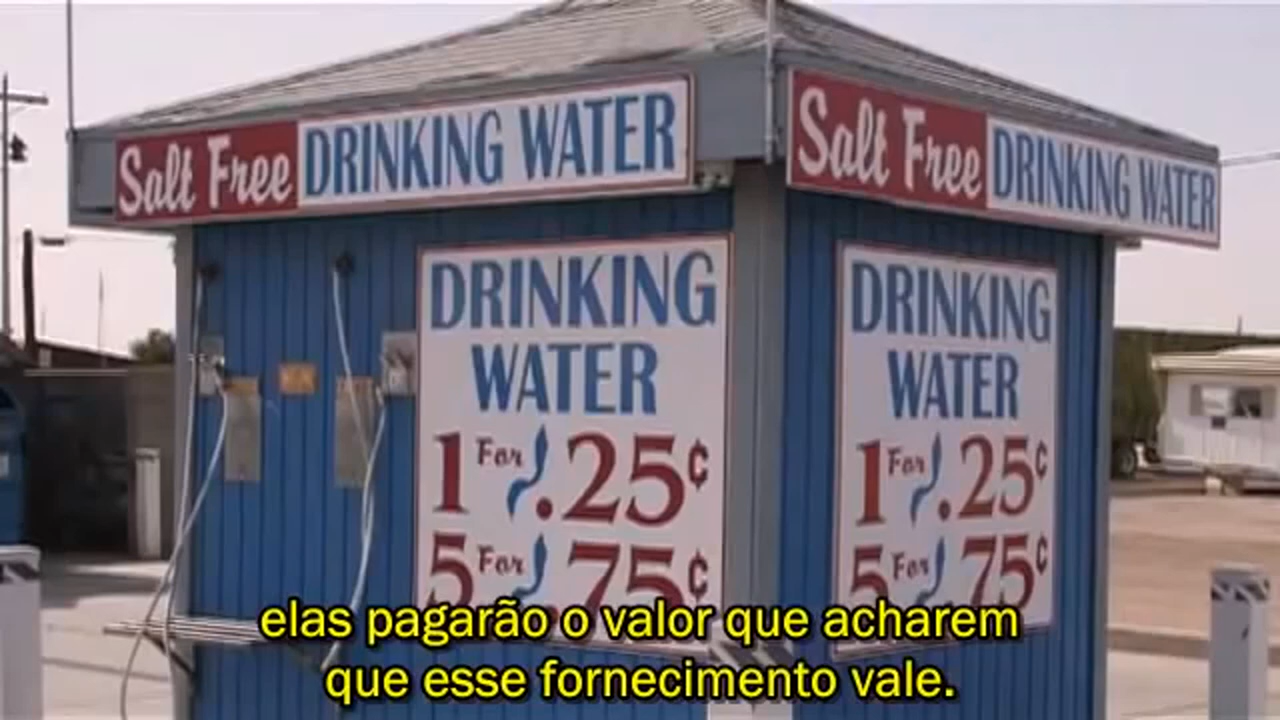 Salt Free DRINKING WATER
Salt Free DRINKING WATER
DRINKING
WATER
1 For .25¢
5 For .75¢
DRINKING
WATER
1 For .25¢
5 For .75¢
elas pagarão o valor que acharem
que esse fornecimento vale.